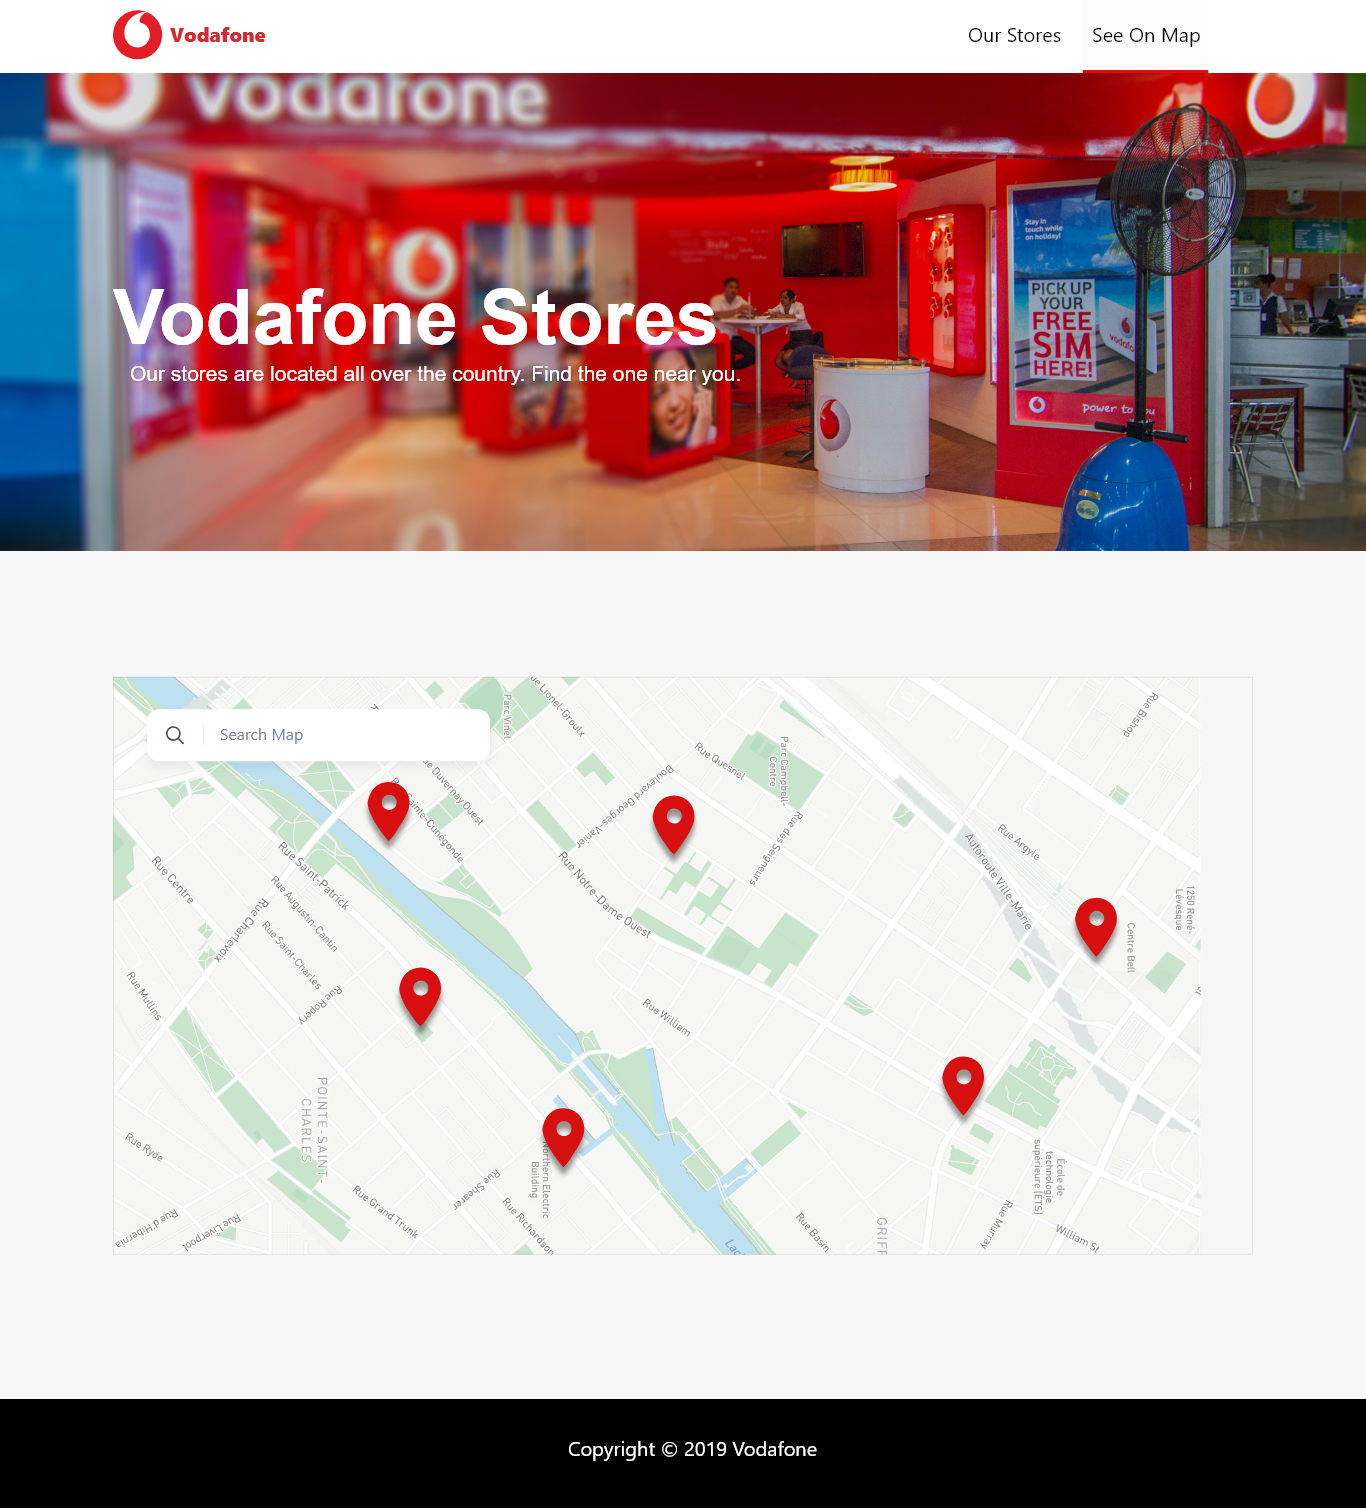 Vodafone
Our Stores
See On Map
vodafone
Stay in
touch while
on holiday!
Bula
PICK UP
YOUR
FREE
SIM
HERE!
vodafo
power to you
Vodafone Stores
Our stores are located all over the country. Find the one near you.
Search Map
Parc Vinet
ue Lionel-Groulx
Rue Bishop
Rue Quesnel
Parc Campbell-
Centre
ue Duvernay Ouest
Boulevard Georges-Vanier
Sainte-Cunégonde
Rue des Seigneurs
Rue Argyle
Autoroute Ville-Marie
Rue Centre
Rue Saint-Patrick
Rue Notre-Dame Ouest
1250 René-
Lévesque
Rue Augustin-Cantin
Rue Charlevoix
Rue Saint-Charles
Centre Bell
Rue Mullins
Rue Ropery
Rue William
POINTE-SAINT-
CHARLES
Rue Ryde
Northern Electric
Building
École de
technologie
supérieure (ÉTS)
Rue Grand Trunk
Rue Shearer
Rue Richardson
Rue d'Hibernia
Rue Liverpool
Lac
Rue Basin
GRIFF
Rue Murray
William St
Copyright © 2019 Vodafone